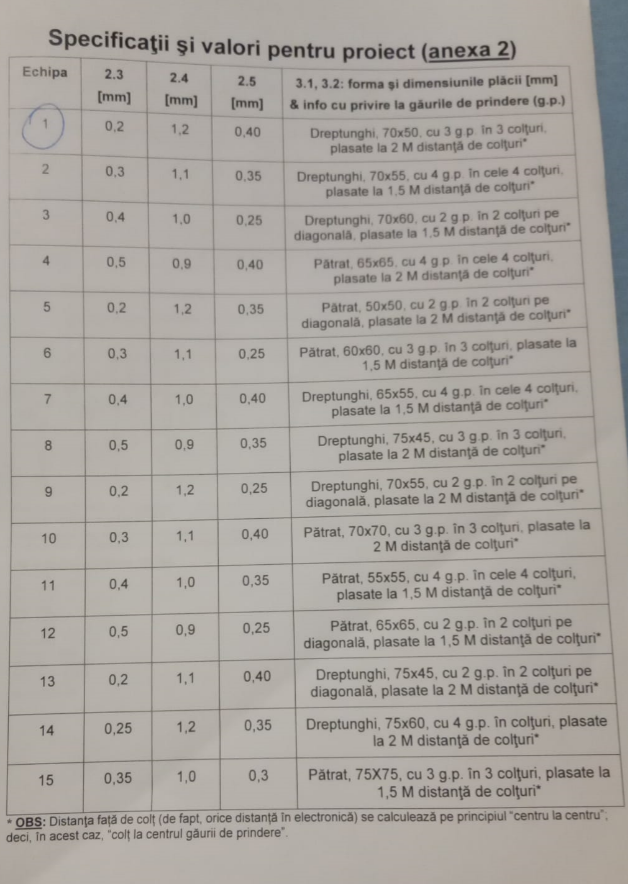 Specificaţii şi valori pentru proiect (anexa 2)
Echipa 2.3 [mm] 2.4 [mm] 2.5 [mm] 3.1, 3.2: forma şi dimensiunile plăcii [mm]
& info cu privire la găurile de prindere (g.p.)
1 0,2 1,2 0,40 Dreptunghi, 70x50, cu 3 g.p. în 3 colţuri,
plasate la 2 M distanţă de colţuri*
2 0,3 1,1 0,35 Dreptunghi, 70x55, cu 4 g.p. în cele 4 colţuri,
plasate la 1,5 M distanţă de colţuri*
3 0,4 1,0 0,25 Dreptunghi, 70x60, cu 2 g.p. în 2 colţuri pe
diagonală, plasate la 1,5 M distanţă de colţuri*
4 0,5 0,9 0,40 Pătrat, 65x65, cu 4 g.p. în cele 4 colţuri,
plasate la 2 M distanţă de colţuri*
5 0,2 1,2 0,35 Pătrat, 50x50, cu 2 g.p. în 2 colţuri pe
diagonală, plasate la 2 M distanţă de colţuri*
6 0,3 1,1 0,25 Pătrat, 60x60, cu 3 g.p. în 3 colţuri, plasate la
1,5 M distanţă de colţuri*
7 0,4 1,0 0,40 Dreptunghi, 65x55, cu 4 g.p. în cele 4 colţuri,
plasate la 1,5 M distanţă de colţuri*
8 0,5 0,9 0,35 Dreptunghi, 75x45, cu 3 g.p. în 3 colţuri,
plasate la 2 M distanţă de colţuri*
9 0,2 1,2 0,25 Dreptunghi, 70x55, cu 2 g.p. în 2 colţuri pe
diagonală, plasate la 2 M distanţă de colţuri*
10 0,3 1,1 0,40 Pătrat, 70x70, cu 3 g.p. în 3 colţuri, plasate la
2 M distanţă de colţuri*
11 0,4 1,0 0,35 Pătrat, 55x55, cu 4 g.p. în cele 4 colţuri,
plasate la 1,5 M distanţă de colţuri*
12 0,5 0,9 0,25 Pătrat, 65x65, cu 2 g.p. în 2 colţuri pe
diagonală, plasate la 1,5 M distanţă de colţuri*
13 0,2 1,1 0,40 Dreptunghi, 75x45, cu 2 g.p. în 2 colţuri pe
diagonală, plasate la 2 M distanţă de colţuri*
14 0,25 1,2 0,35 Dreptunghi, 75x60, cu 4 g.p. în colţuri, plasate
la 2 M distanţă de colţuri*
15 0,35 1,0 0,3 Pătrat, 75X75, cu 3 g.p. în 3 colţuri, plasate la
1,5 M distanţă de colţuri*
* OBS: Distanţa faţă de colţ (de fapt, orice distanţă în electronică) se calculează pe principiul "centru la centru";
deci, în acest caz, "colţ la centrul găurii de prindere".